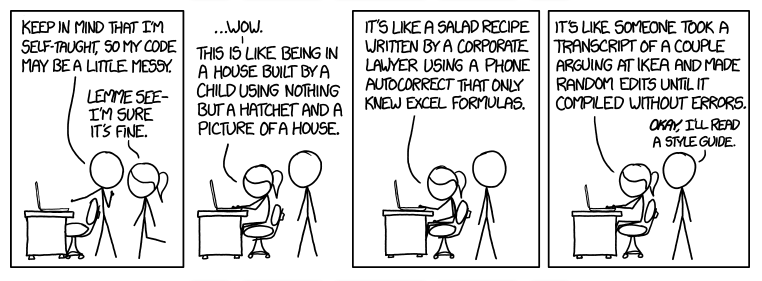 KEEP IN MIND THAT I'M
SELF-TAUGHT, SO MY CODE
MAY BE A LITTLE MESSY.
LEMME SEE-
I'M SURE
IT'S FINE.
...WOW.
THIS IS LIKE BEING IN
A HOUSE BUILT BY A
CHILD USING NOTHING
BUT A HATCHET AND A
PICTURE OF A HOUSE.
IT'S LIKE A SALAD RECIPE
WRITTEN BY A CORPORATE
LAWYER USING A PHONE
AUTOCORRECT THAT ONLY
KNEW EXCEL FORMULAS.
IT'S LIKE SOMEONE TOOK A
TRANSCRIPT OF A COUPLE
ARGUING AT IKEA AND MADE
RANDOM EDITS UNTIL IT
COMPILED WITHOUT ERRORS.
OKAY, I'LL READ
A STYLE GUIDE.